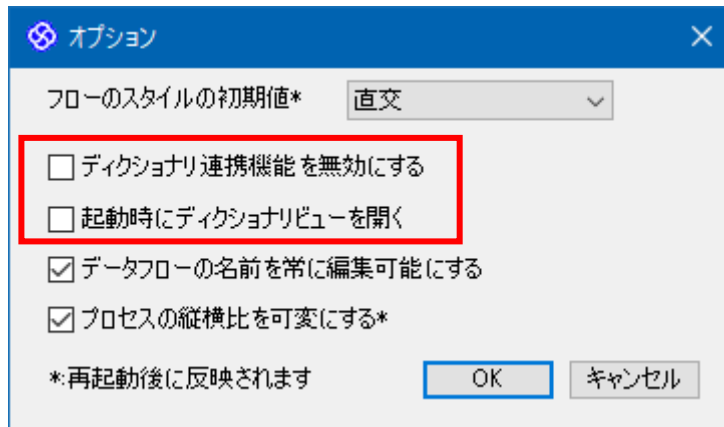 オプション
フローのスタイルの初期値* 直交
ディクショナリ連携機能を無効にする
起動時にディクショナリビューを開く
データフローの名前を常に編集可能にする
プロセスの縦横比を可変にする*
*:再起動後に反映されます OK キャンセル